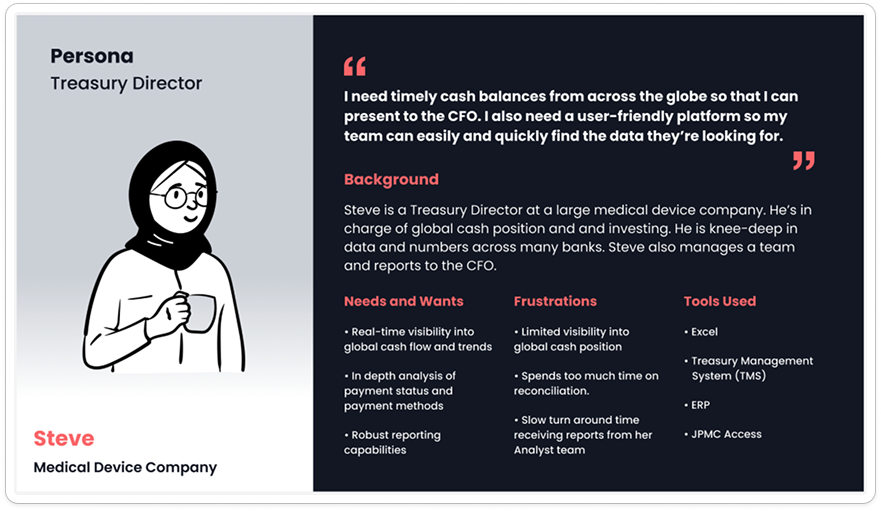 Persona
Treasury Director
Steve
Medical Device Company
“
I need timely cash balances from across the globe so that I can
present to the CFO. I also need a user-friendly platform so my
team can easily and quickly find the data they’re looking for.
”
Background
Steve is a Treasury Director at a large medical device company. He’s in
charge of global cash position and and investing. He is knee-deep in
data and numbers across many banks. Steve also manages a team
and reports to the CFO.
Needs and Wants
• Real-time visibility into
global cash flow and trends
• In depth analysis of
payment status and
payment methods
• Robust reporting
capabilities
Frustrations
• Limited visibility into
global cash position
• Spends too much time on
reconciliation.
• Slow turn around time
receiving reports from her
Analyst team
Tools Used
• Excel
• Treasury Management
System (TMS)
• ERP
• JPMC Access